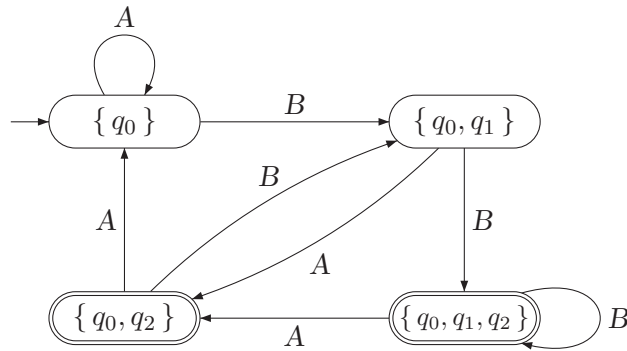 A
{ q₀ } B { q₀, q₁ }
B
A B
A
{ q₀, q₂ } A { q₀, q₁, q₂ } B